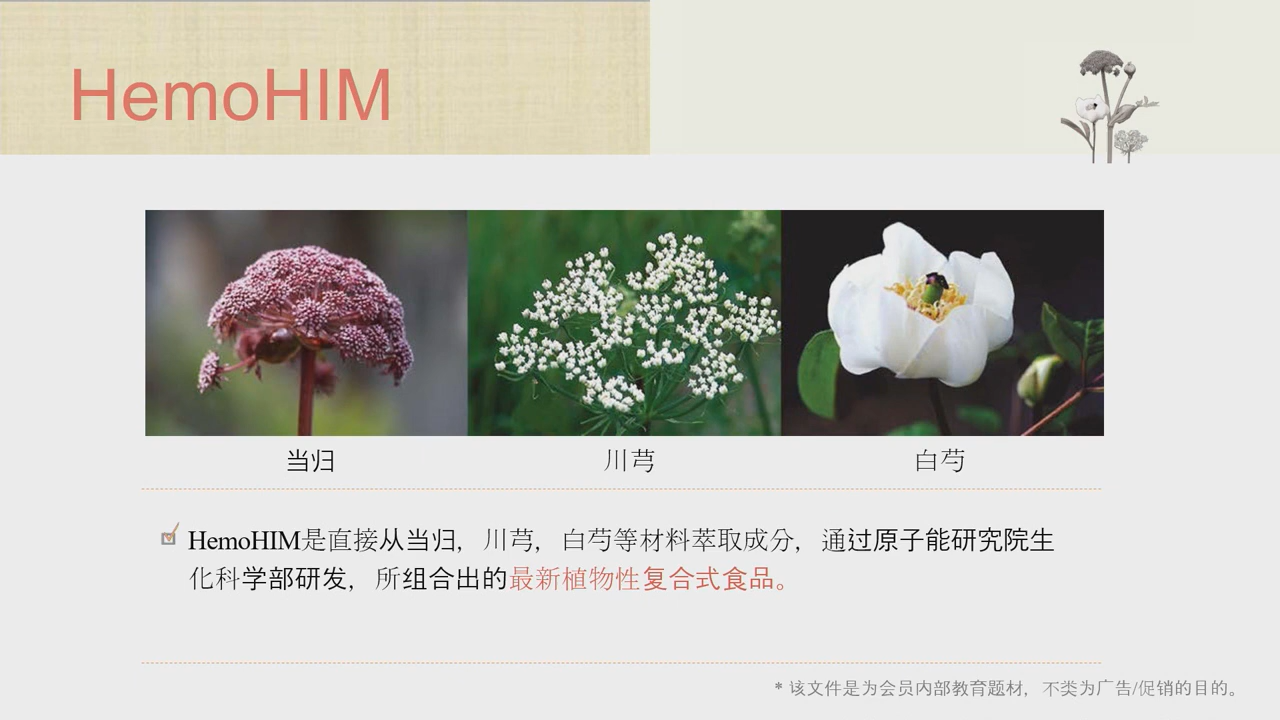 HemoHIM
当归
川芎
白芍
HemoHIM是直接从当归，川芎，白芍等材料萃取成分，通过原子能研究院生
化科学部研发，所组合出的最新植物性复合式食品。
* 该文件是为会员内部教育题材，不类为广告/促销的目的。